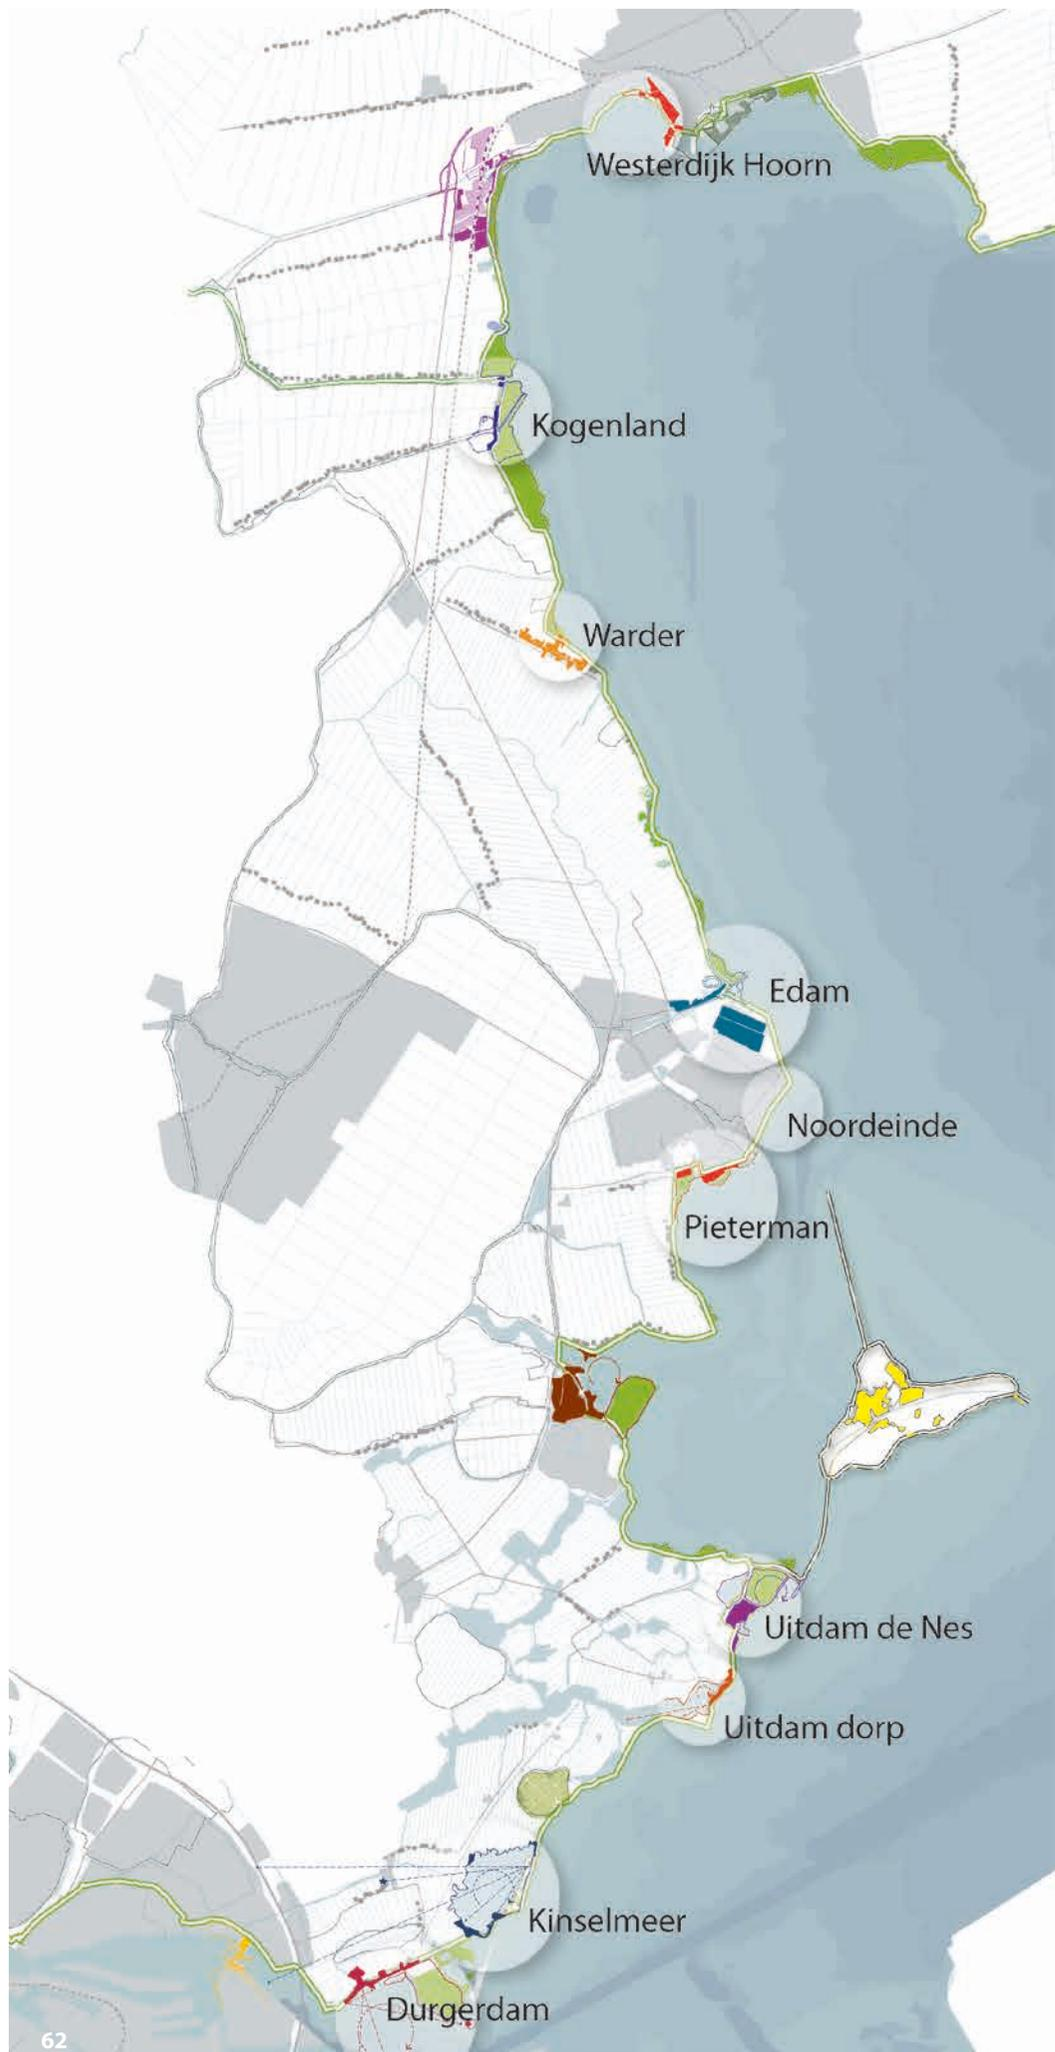 Westerdijk Hoorn
Kogenland
Warder
Edam
Noordeinde
Pieterman
Uitdam de Nes
Uitdam dorp
Kinselmeer
Durgerdam
62